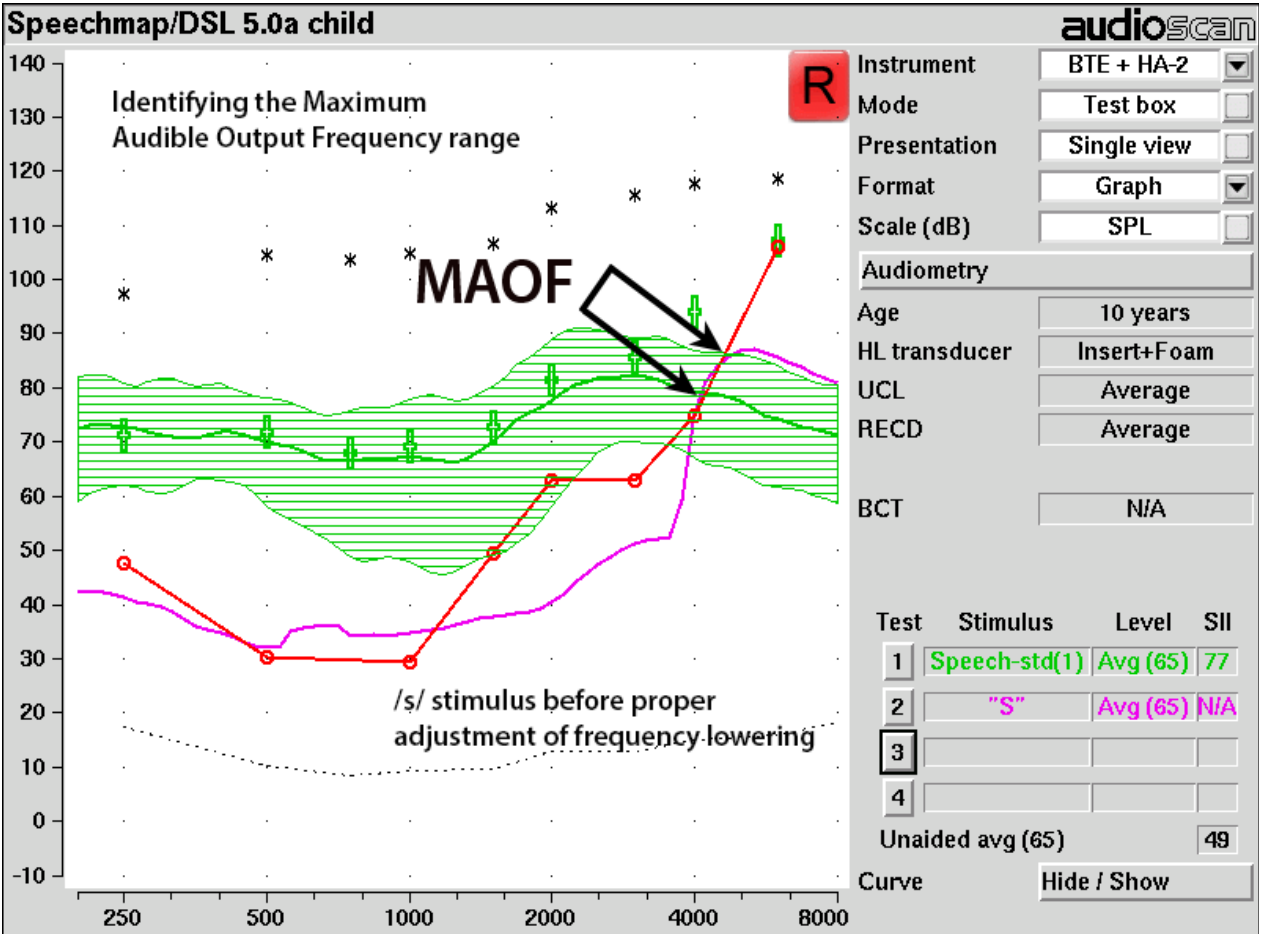 Speechmap/DSL 5.0a child
audioscan
140
130
120
110
100
90
80
70
60
50
40
30
20
10
0
-10
250 500 1000 2000 4000 8000
Identifying the Maximum
Audible Output Frequency range
R
MAOF
/s/ stimulus before proper
adjustment of frequency lowering
Instrument BTE + HA-2
Mode Test box
Presentation Single view
Format Graph
Scale (dB) SPL
Audiometry
Age 10 years
HL transducer Insert+Foam
UCL Average
RECD Average
BCT N/A
Test Stimulus Level SII
1 Speech-std(1) Avg (65) 77
2 "S" Avg (65) N/A
3
4
Unaided avg (65) 49
Curve Hide / Show